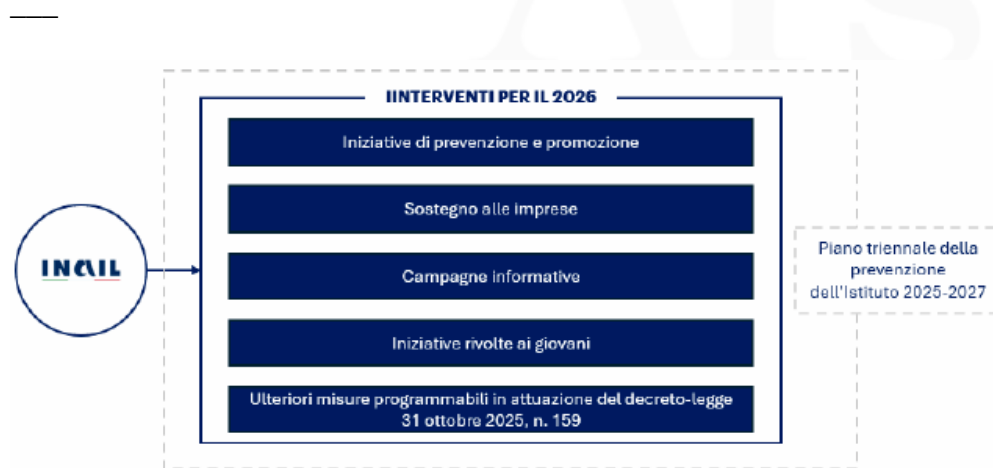 IINTERVENTI PER IL 2026
Iniziative di prevenzione e promozione
Sostegno alle imprese
INAIL
Campagne informative
Iniziative rivolte ai giovani
Ulteriori misure programmabili in attuazione del decreto-legge
31 ottobre 2025, n. 159
Piano triennale della
prevenzione
dell'Istituto 2025-2027